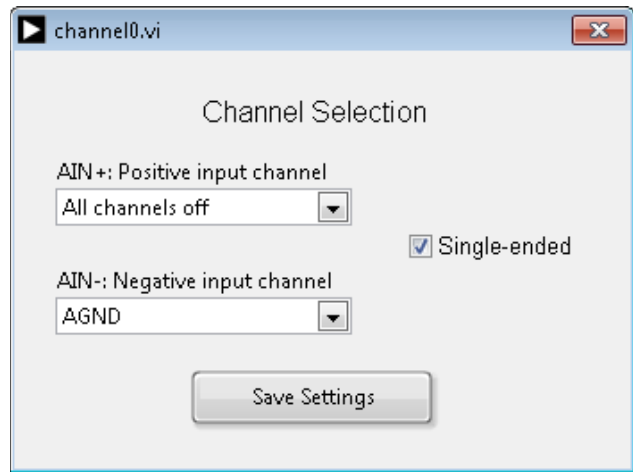 channel0.vi
Channel Selection
AIN+: Positive input channel
All channels off
Single-ended
AIN-: Negative input channel
AGND
Save Settings